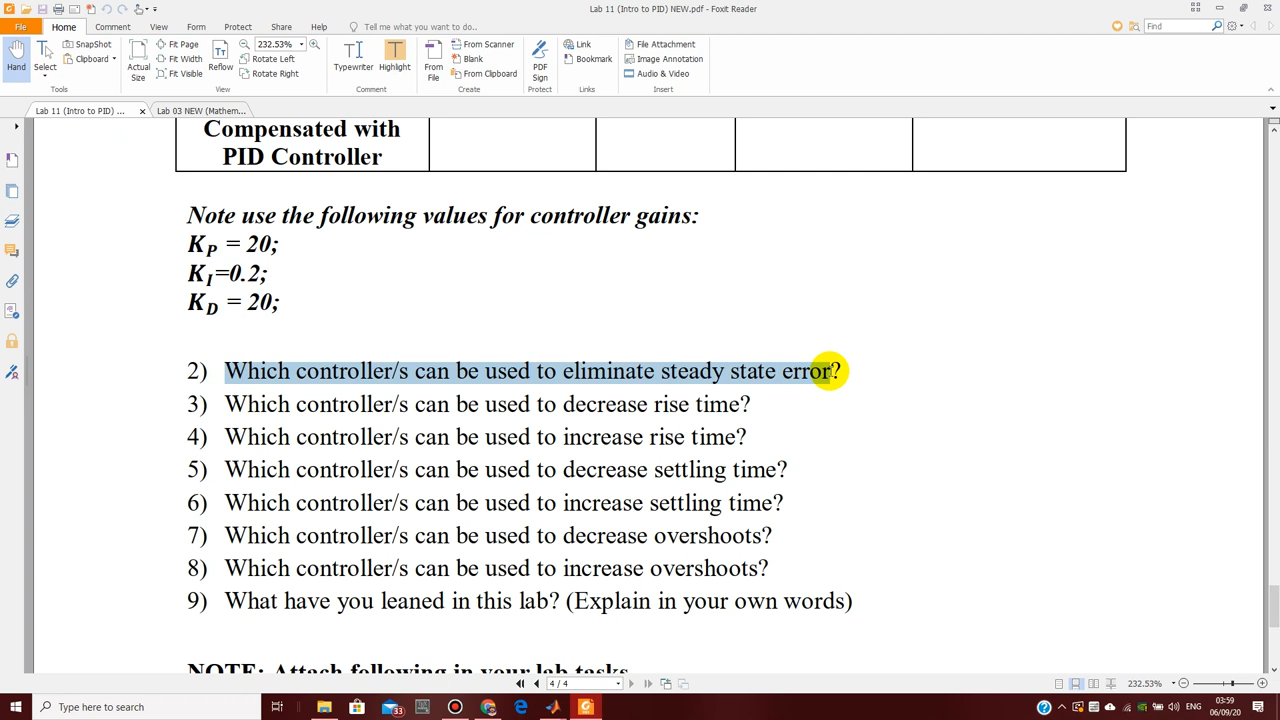 Lab 11 (Intro to PID) NEW.pdf - Foxit Reader
File Home Comment View Form Protect Share Help Tell me what you want to do.. Find
Hand Select SnapShot Clipboard Actual Size Fit Page Fit Width Fit Visible Reflow 232.53% Rotate Left Rotate Right Typewriter Highlight From File From Scanner Blank From Clipboard PDF Sign Link Bookmark File Attachment Image Annotation Audio & Video
Tools View Comment Create Protect Links Insert
Lab 11 (Intro to PID) ... Lab 03 NEW (Mathem...
Compensated with
PID Controller
Note use the following values for controller gains:
K_P = 20;
K_I=0.2;
K_D = 20;
2) Which controller/s can be used to eliminate steady state error?
3) Which controller/s can be used to decrease rise time?
4) Which controller/s can be used to increase rise time?
5) Which controller/s can be used to decrease settling time?
6) Which controller/s can be used to increase settling time?
7) Which controller/s can be used to decrease overshoots?
8) Which controller/s can be used to increase overshoots?
9) What have you leaned in this lab? (Explain in your own words)
NOTE: Attach following in your lab tasks
4 / 4 232.53%
Type here to search 33 ENG 03:59
06/09/20